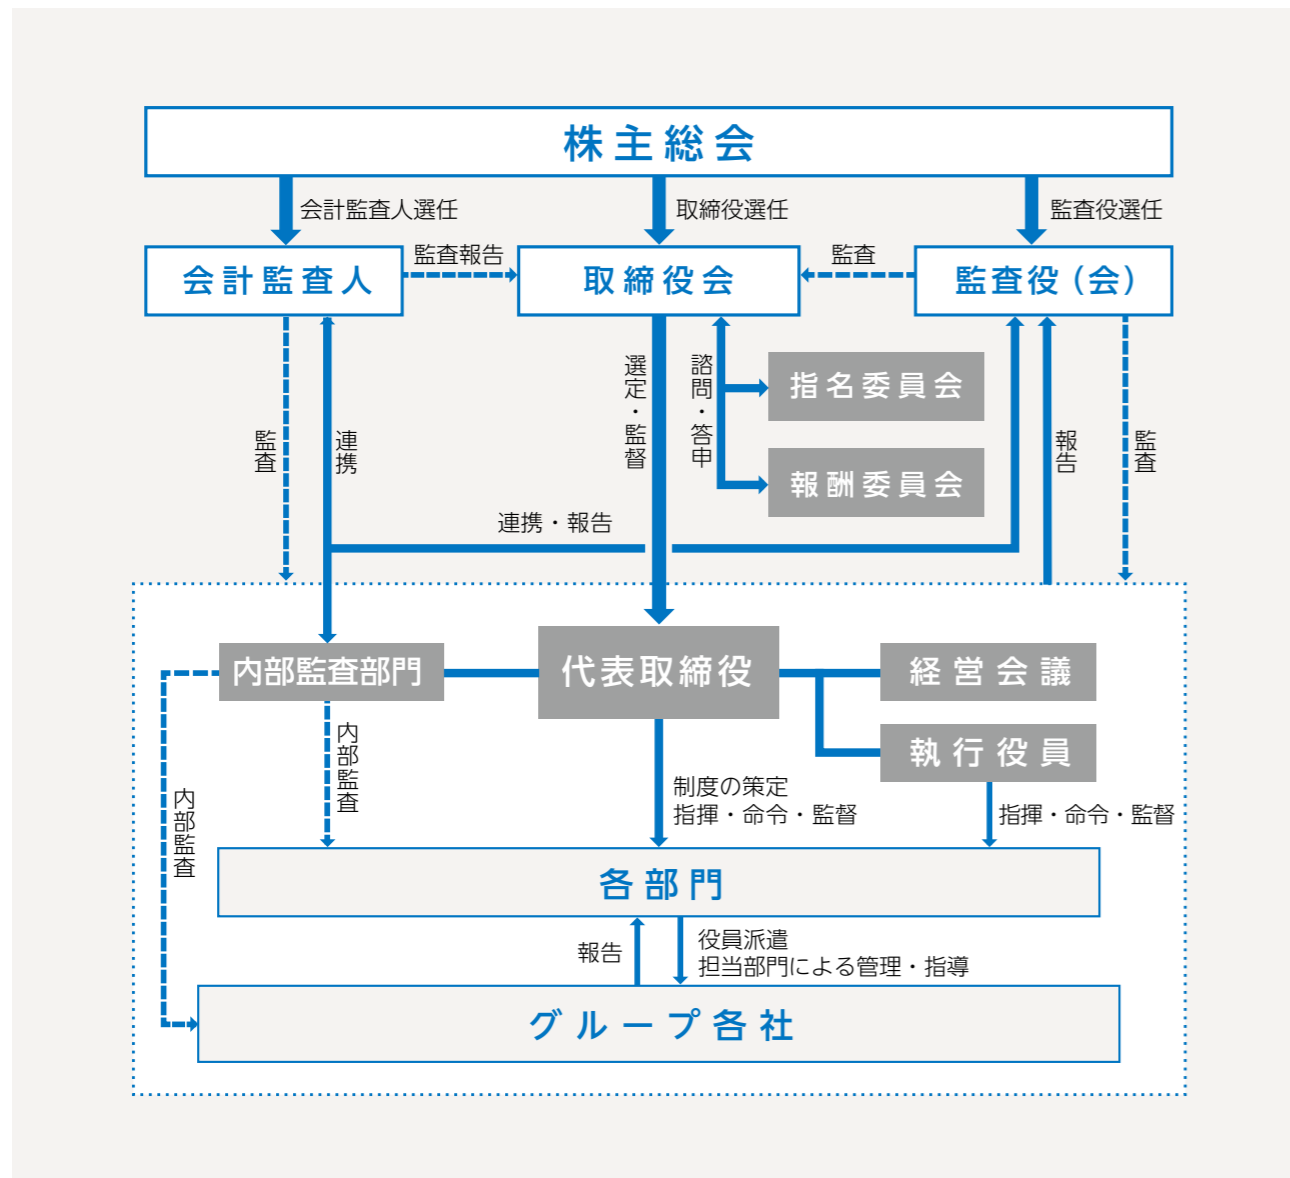 株主総会
会計監査人選任
取締役選任
監査役選任
会計監査人
監査報告
取締役会
監査
監査役（会）
監査
連携
選定・監督
諮問・答申
指名委員会
報酬委員会
報告
監査
連携・報告
内部監査部門
代表取締役
経営会議
執行役員
内部監査
内部監査
制度の策定
指揮・命令・監督
指揮・命令・監督
各部門
報告
役員派遣
担当部門による管理・指導
グループ各社